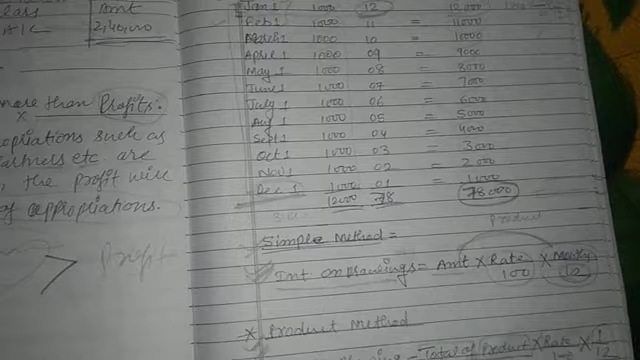 Amt
A/c 2,40,000
more than Profits.
such as
etc. are
, the profit will
of appropriations.
Profit
Jan 1 1000 12 12,000
Feb 1 1000 11 = 11000
March 1 1000 10 = 10000
April 1 1000 09 = 9000
May 1 1000 08 = 8000
June 1 1000 07 = 7000
July 1 1000 06 = 6000
Aug 1 1000 05 = 5000
Sept 1 1000 04 = 4000
Oct 1 1000 03 = 3000
Nov 1 1000 02 = 2000
Dec 1 1000 01 = 1000
12000 78 78000
Product
Simple Method =
Int on Drawings = Amt × Rate/100 × /12
* Product Method
= Total of Product × Rate × 1/12